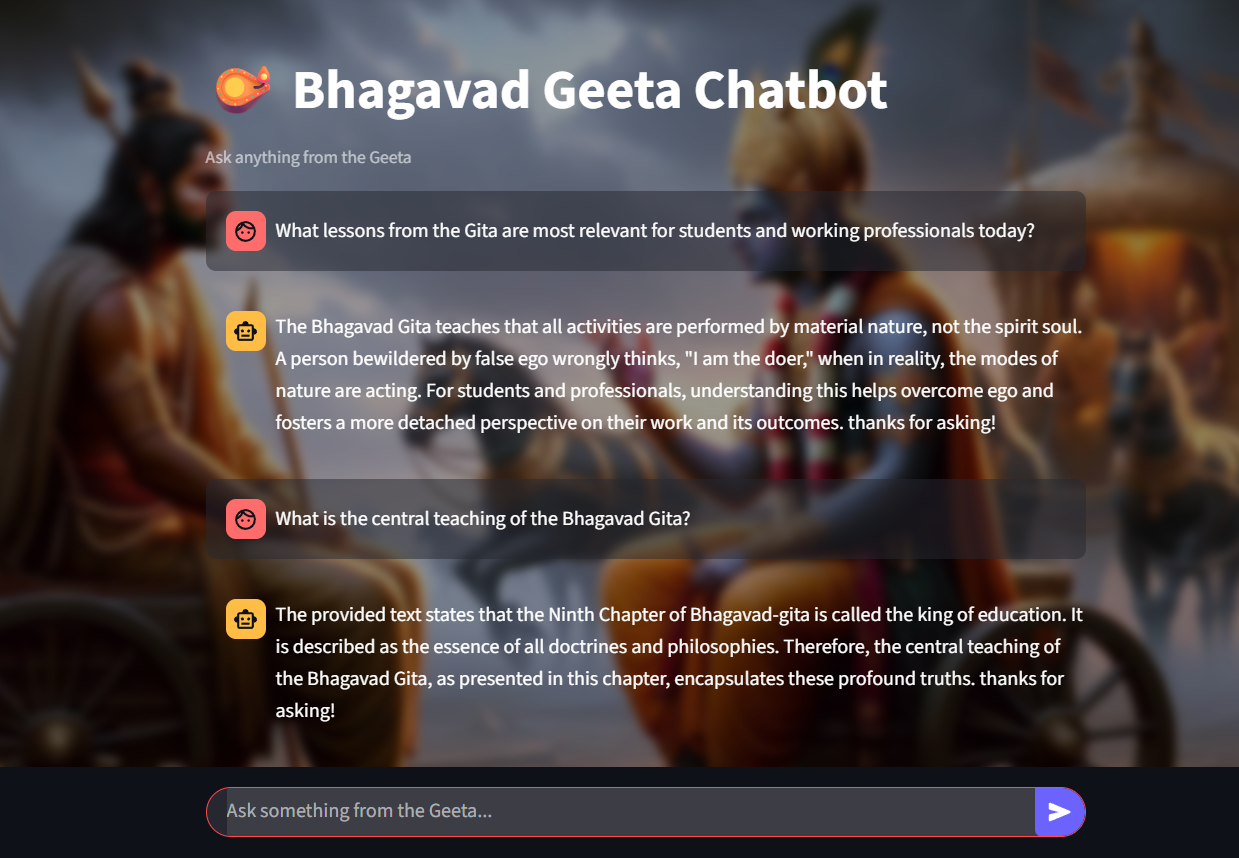 Bhagavad Geeta Chatbot
Ask anything from the Geeta
What lessons from the Gita are most relevant for students and working professionals today?
The Bhagavad Gita teaches that all activities are performed by material nature, not the spirit soul.
A person bewildered by false ego wrongly thinks, "I am the doer," when in reality, the modes of
nature are acting. For students and professionals, understanding this helps overcome ego and
fosters a more detached perspective on their work and its outcomes. thanks for asking!
What is the central teaching of the Bhagavad Gita?
The provided text states that the Ninth Chapter of Bhagavad-gita is called the king of education. It
is described as the essence of all doctrines and philosophies. Therefore, the central teaching of
the Bhagavad Gita, as presented in this chapter, encapsulates these profound truths. thanks for
asking!
Ask something from the Geeta...